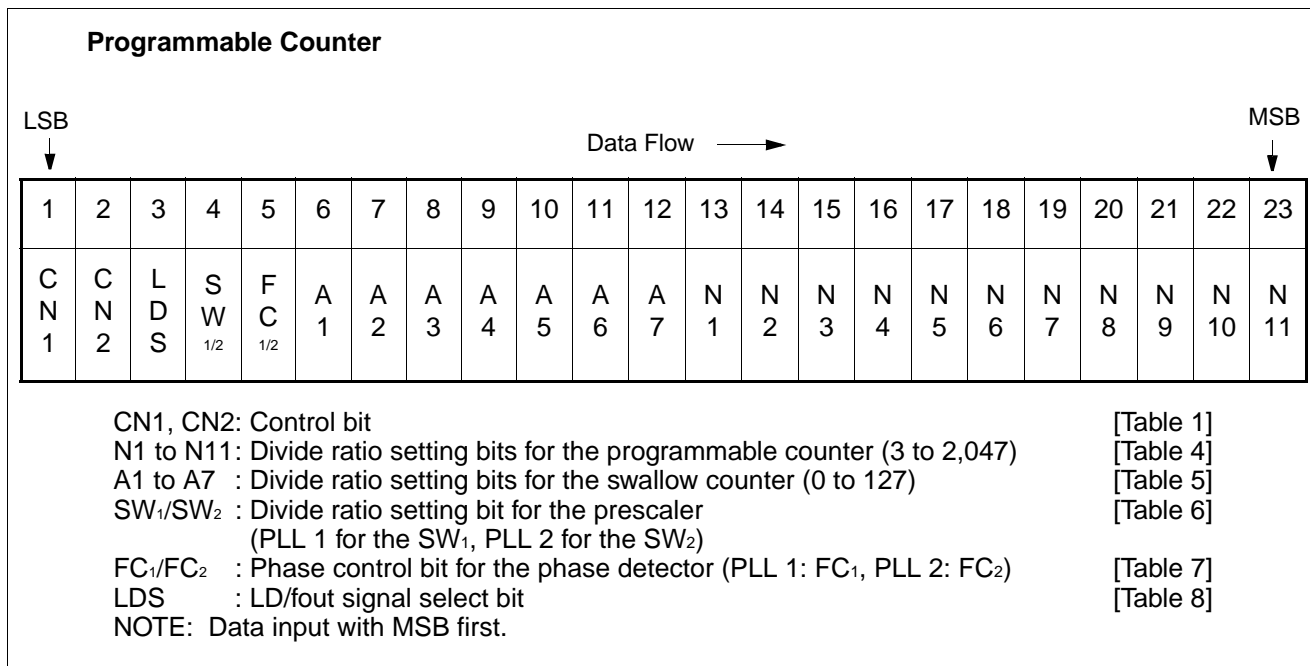 Programmable Counter
LSB
MSB
Data Flow
1 2 3 4 5 6 7 8 9 10 11 12 13 14 15 16 17 18 19 20 21 22 23
CN1 CN2 LDS SW1/2 FC1/2 A1 A2 A3 A4 A5 A6 A7 N1 N2 N3 N4 N5 N6 N7 N8 N9 N10 N11
CN1, CN2: Control bit [Table 1]
N1 to N11: Divide ratio setting bits for the programmable counter (3 to 2,047) [Table 4]
A1 to A7 : Divide ratio setting bits for the swallow counter (0 to 127) [Table 5]
SW1/SW2 : Divide ratio setting bit for the prescaler [Table 6]
(PLL 1 for the SW1, PLL 2 for the SW2)
FC1/FC2 : Phase control bit for the phase detector (PLL 1: FC1, PLL 2: FC2) [Table 7]
LDS : LD/fout signal select bit [Table 8]
NOTE: Data input with MSB first.